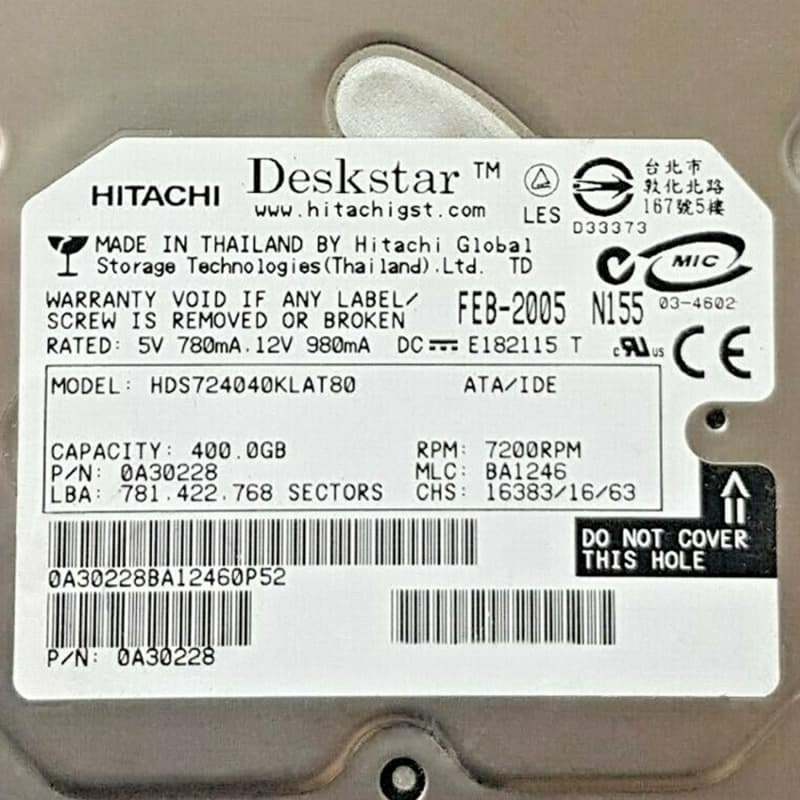 HITACHI Deskstar™
www.hitachigst.com
LES
D33373
台北市
敦化北路
167號5樓
MADE IN THAILAND BY Hitachi Global
Storage Technologies(Thailand).Ltd. TD
MIC
03-4602
WARRANTY VOID IF ANY LABEL/
SCREW IS REMOVED OR BROKEN
FEB-2005 N155
RATED: 5V 780mA.12V 980mA DC⎓ E182115 T
c RU us CE
MODEL: HDS724040KLAT80 ATA/IDE
CAPACITY: 400.0GB RPM: 7200RPM
P/N: 0A30228 MLC: BA1246
LBA: 781.422.768 SECTORS CHS: 16383/16/63
DO NOT COVER
THIS HOLE
0A30228BA12460P52
P/N: 0A30228